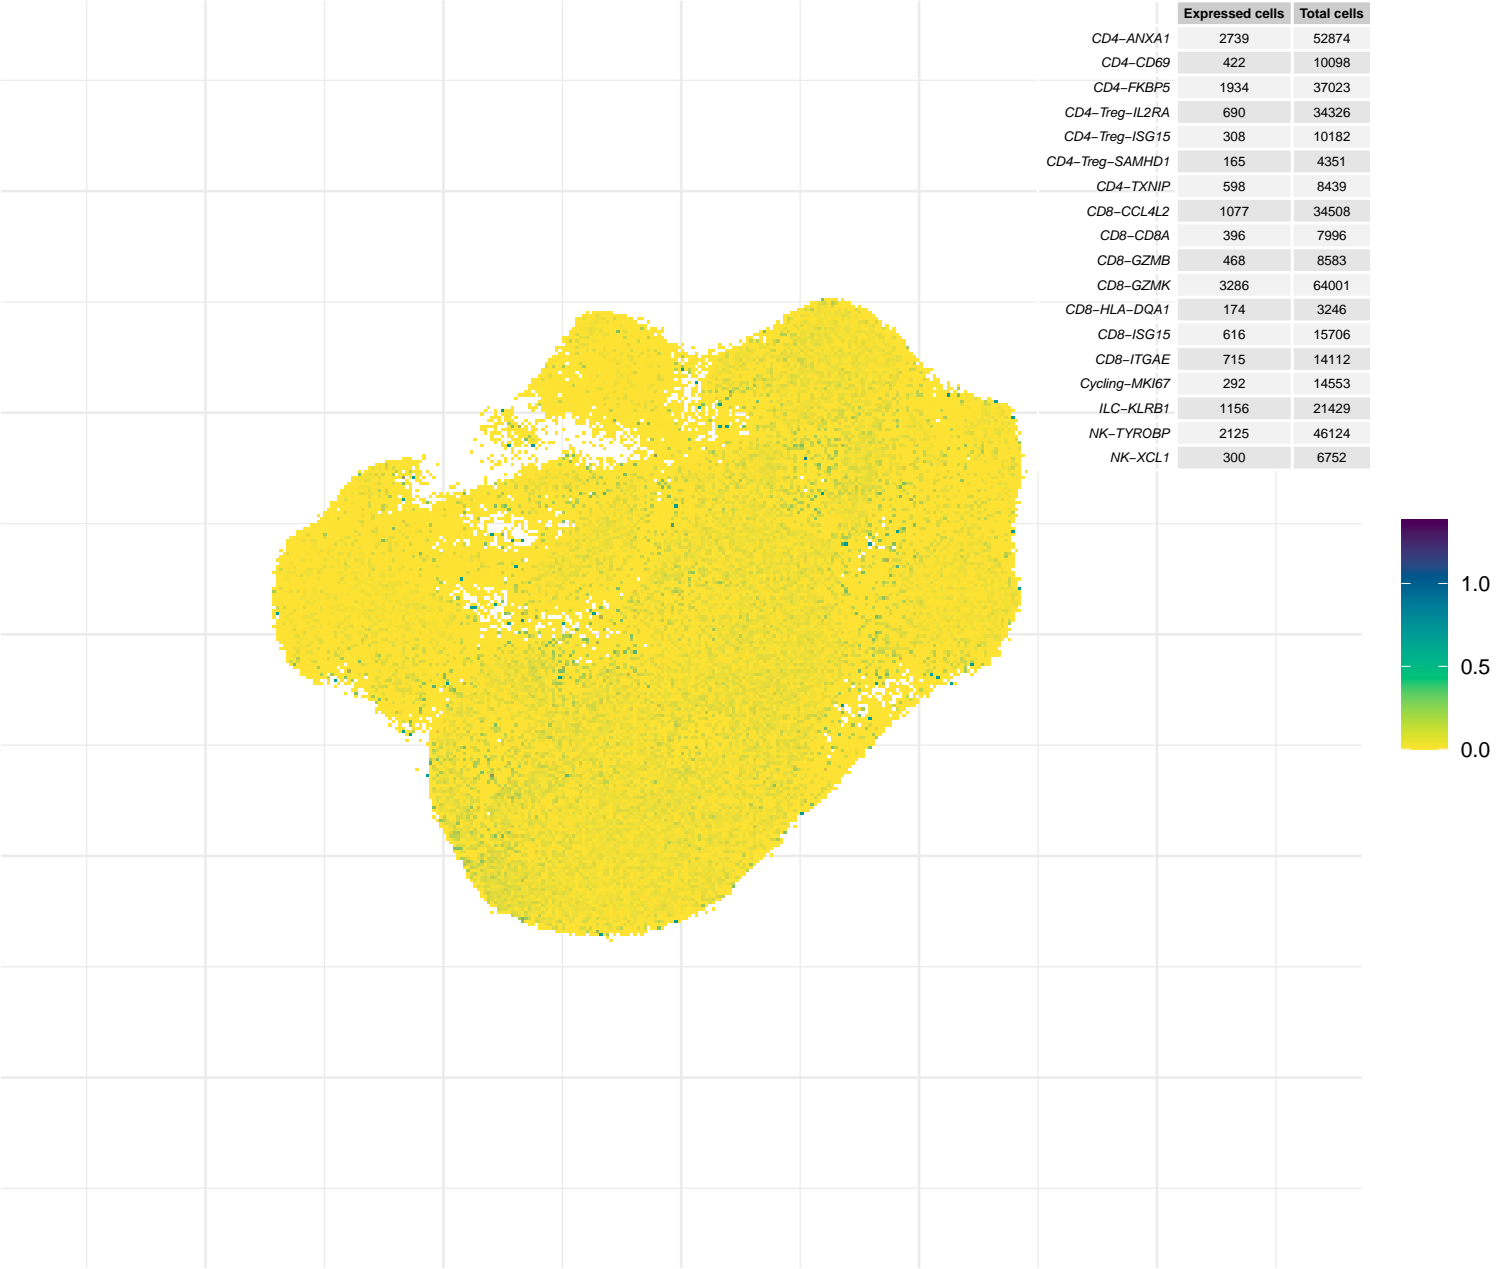 Expressed cells Total cells
CD4−ANXA1 2739 52874
CD4−CD69 422 10098
CD4−FKBP5 1934 37023
CD4−Treg−IL2RA 690 34326
CD4−Treg−ISG15 308 10182
CD4−Treg−SAMHD1 165 4351
CD4−TXNIP 598 8439
CD8−CCL4L2 1077 34508
CD8−CD8A 396 7996
CD8−GZMB 468 8583
CD8−GZMK 3286 64001
CD8−HLA−DQA1 174 3246
CD8−ISG15 616 15706
CD8−ITGAE 715 14112
Cycling−MKI67 292 14553
ILC−KLRB1 1156 21429
NK−TYROBP 2125 46124
NK−XCL1 300 6752
1.0
0.5
0.0